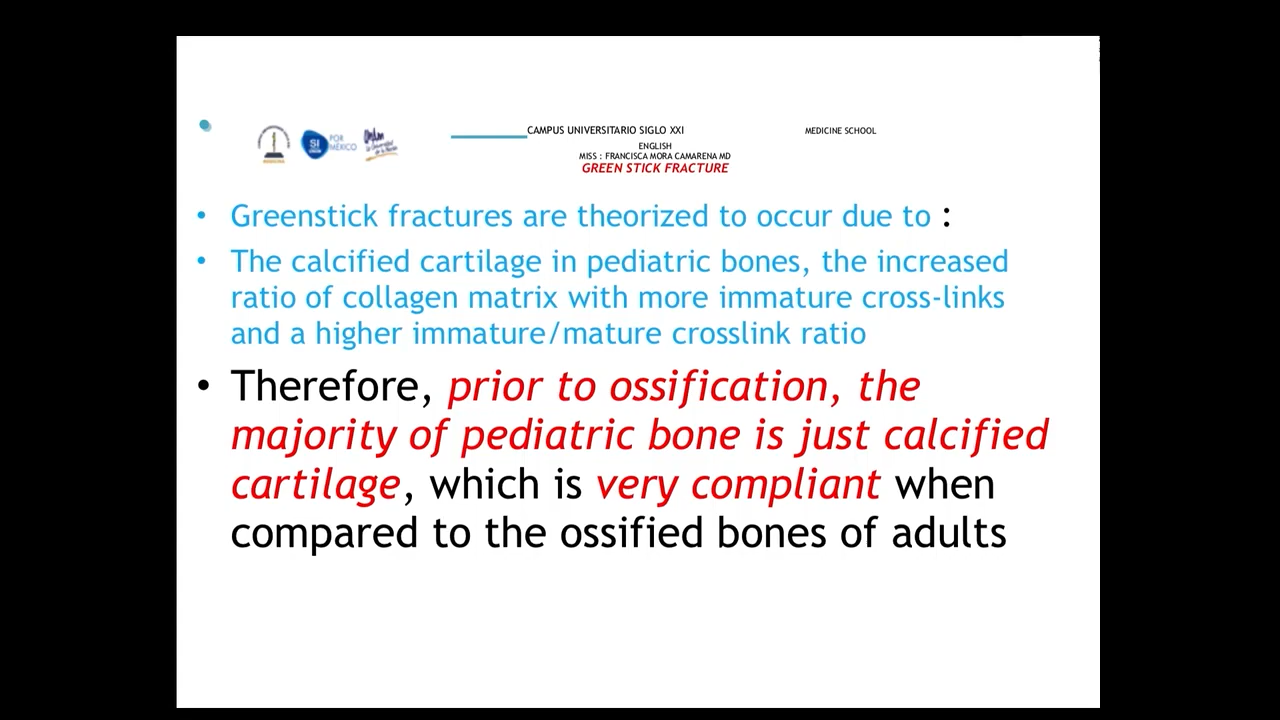 CAMPUS UNIVERSITARIO SIGLO XXI MEDICINE SCHOOL
ENGLISH
MISS : FRANCISCA MORA CAMARENA MD
GREEN STICK FRACTURE
SI POR MÉXICO
• Greenstick fractures are theorized to occur due to :
• The calcified cartilage in pediatric bones, the increased
ratio of collagen matrix with more immature cross-links
and a higher immature/mature crosslink ratio
• Therefore, prior to ossification, the
majority of pediatric bone is just calcified
cartilage, which is very compliant when
compared to the ossified bones of adults